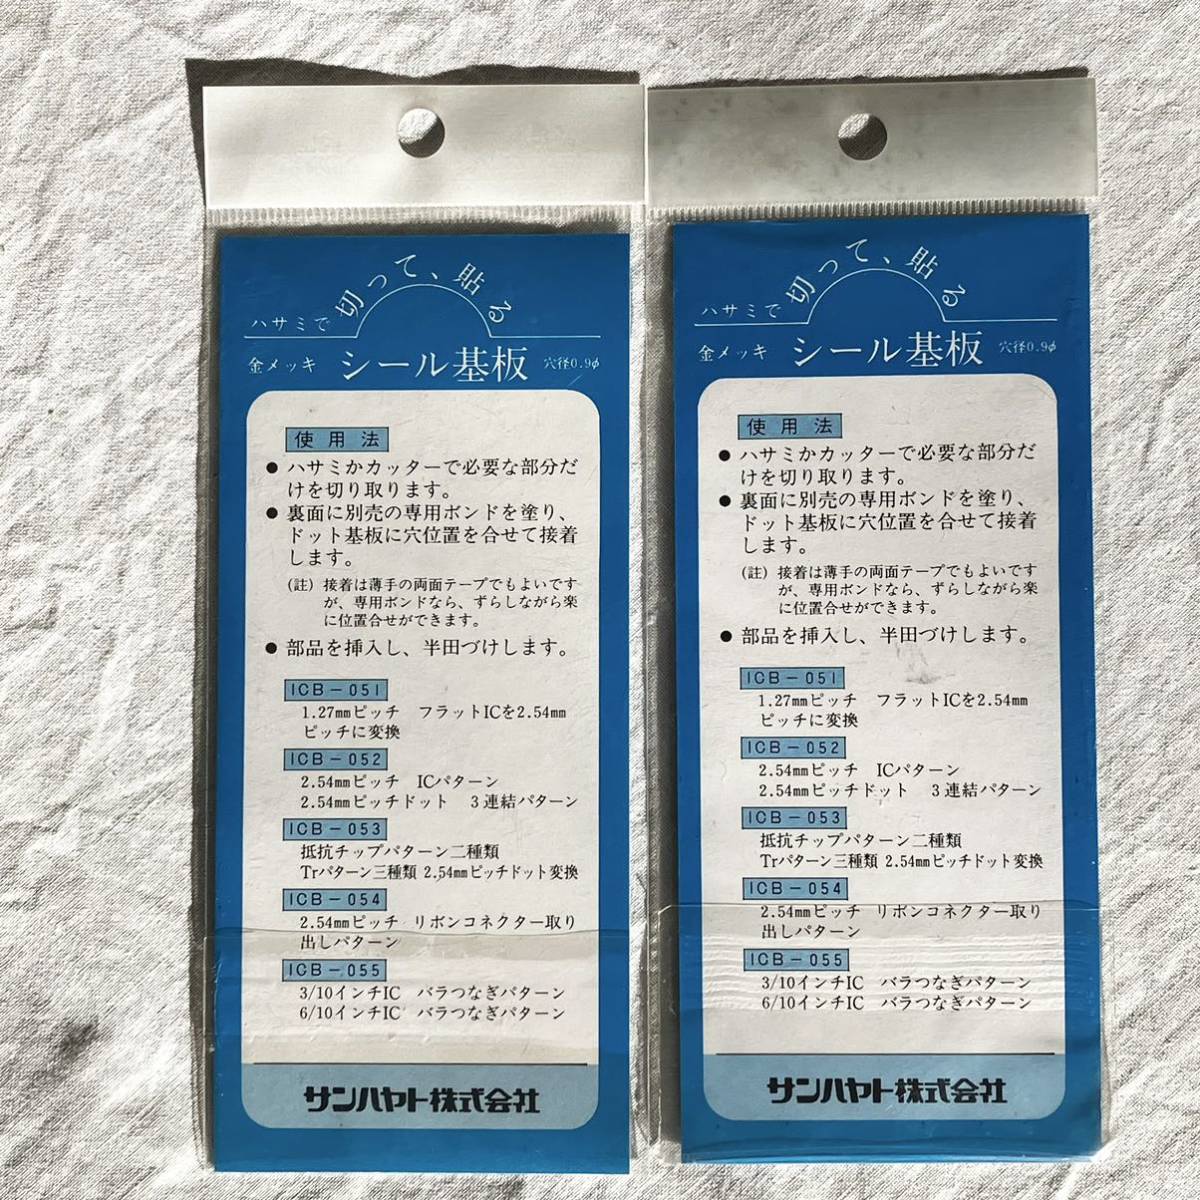 ハサミで 切って、貼る
金メッキ シール基板 穴径0.9φ
使用法
● ハサミかカッターで必要な部分だ
けを切り取ります。
● 裏面に別売の専用ボンドを塗り、
ドット基板に穴位置を合せて接着
します。
(註) 接着は薄手の両面テープでもよいです
が、専用ボンドなら、ずらしながら楽
に位置合せができます。
● 部品を挿入し、半田づけします。
ICB-051
1.27mmピッチ フラットICを2.54mm
ピッチに変換
ICB-052
2.54mmピッチ ICパターン
2.54mmピッチドット 3連結パターン
ICB-053
抵抗チップパターン二種類
Trパターン三種類 2.54mmピッチドット変換
ICB-054
2.54mmピッチ リボンコネクター取り
出しパターン
ICB-055
3/10インチIC バラつなぎパターン
6/10インチIC バラつなぎパターン
サンハヤト株式会社
ハサミで 切って、貼る
金メッキ シール基板 穴径0.9φ
使用法
● ハサミかカッターで必要な部分だ
けを切り取ります。
● 裏面に別売の専用ボンドを塗り、
ドット基板に穴位置を合せて接着
します。
(註) 接着は薄手の両面テープでもよいです
が、専用ボンドなら、ずらしながら楽
に位置合せができます。
● 部品を挿入し、半田づけします。
ICB-051
1.27mmピッチ フラットICを2.54mm
ピッチに変換
ICB-052
2.54mmピッチ ICパターン
2.54mmピッチドット 3連結パターン
ICB-053
抵抗チップパターン二種類
Trパターン三種類 2.54mmピッチドット変換
ICB-054
2.54mmピッチ リボンコネクター取り
出しパターン
ICB-055
3/10インチIC バラつなぎパターン
6/10インチIC バラつなぎパターン
サンハヤト株式会社